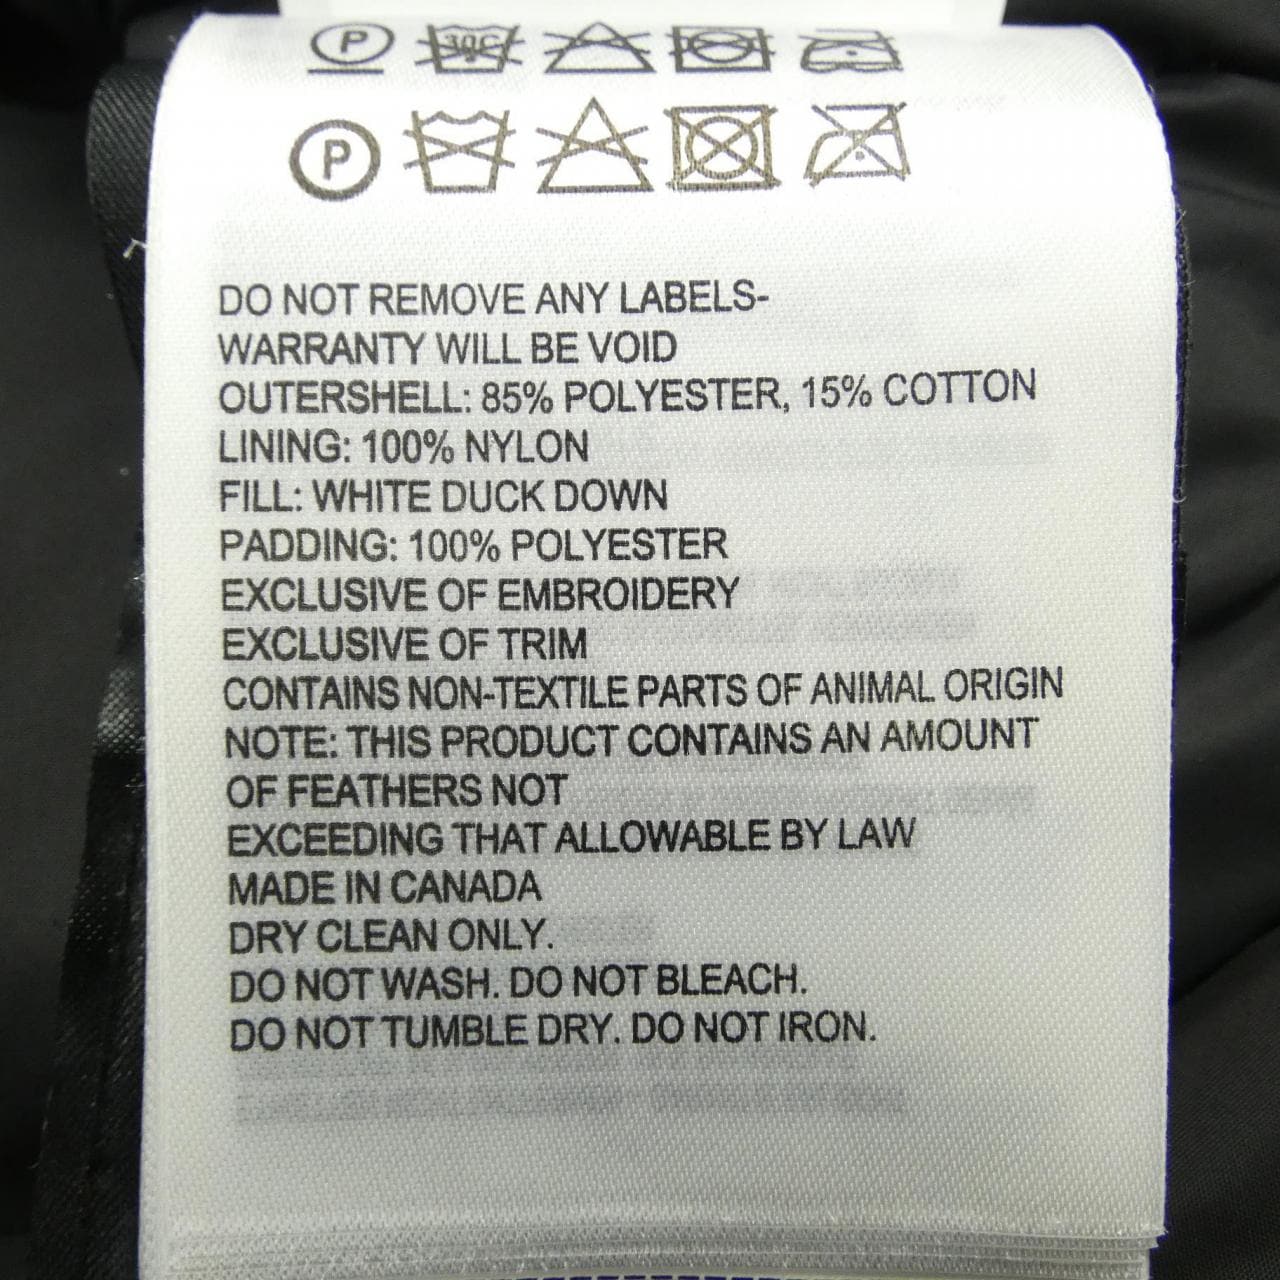 P 30C
P
DO NOT REMOVE ANY LABELS-
WARRANTY WILL BE VOID
OUTERSHELL: 85% POLYESTER, 15% COTTON
LINING: 100% NYLON
FILL: WHITE DUCK DOWN
PADDING: 100% POLYESTER
EXCLUSIVE OF EMBROIDERY
EXCLUSIVE OF TRIM
CONTAINS NON-TEXTILE PARTS OF ANIMAL ORIGIN
NOTE: THIS PRODUCT CONTAINS AN AMOUNT
OF FEATHERS NOT
EXCEEDING THAT ALLOWABLE BY LAW
MADE IN CANADA
DRY CLEAN ONLY.
DO NOT WASH. DO NOT BLEACH.
DO NOT TUMBLE DRY. DO NOT IRON.